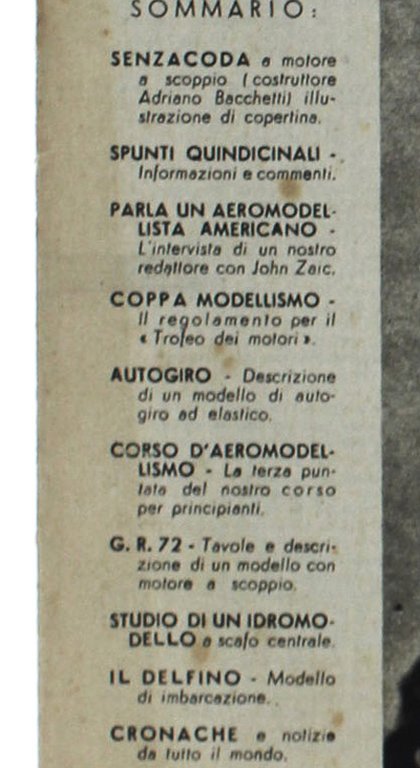 SOMMARIO:
SENZACODA a motore
a scoppio (costruttore
Adriano Bacchetti) illu-
strazione di copertina.
SPUNTI QUINDICINALI -
Informazioni e commenti.
PARLA UN AEROMODEL-
LISTA AMERICANO -
L'intervista di un nostro
redattore con John Zaic.
COPPA MODELLISMO -
Il regolamento per il
« Trofeo dei motori ».
AUTOGIRO - Descrizione
di un modello di auto-
giro ad elastico.
CORSO D'AEROMODEL-
LISMO - La terza pun-
tata del nostro corso
per principianti.
G. R. 72 - Tavole e descri-
zione di un modello con
motore a scoppio.
STUDIO DI UN IDROMO-
DELLO a scafo centrale.
IL DELFINO - Modello
di imbarcazione.
CRONACHE e notizie
da tutto il mondo.